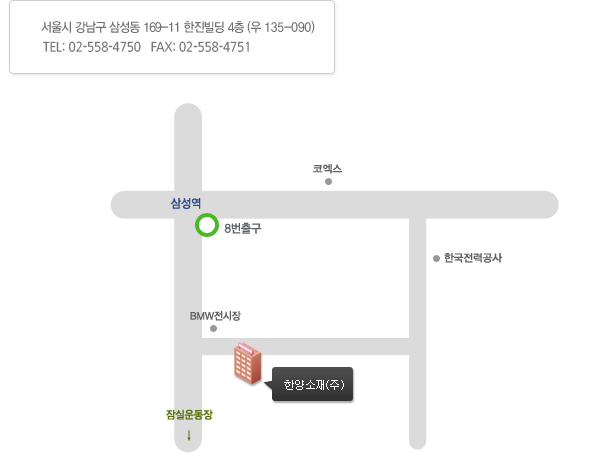 서울시 강남구 삼성동 169-11 한진빌딩 4층 (우 135-090)
TEL: 02-558-4750 FAX: 02-558-4751
코엑스
삼성역
8번출구
한국전력공사
BMW전시장
한양소재(주)
잠실운동장
↓